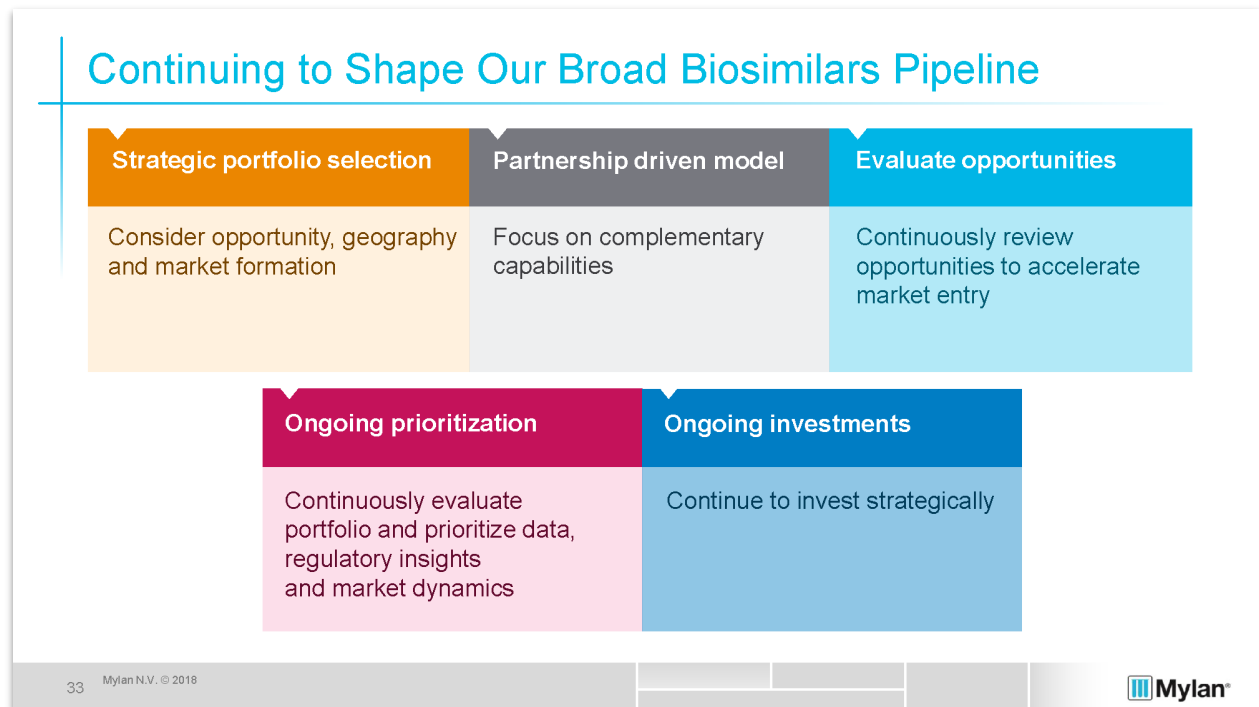 Continuing to Shape Our Broad Biosimilars Pipeline
Strategic portfolio selection
Consider opportunity, geography
and market formation
Partnership driven model
Focus on complementary
capabilities
Evaluate opportunities
Continuously review
opportunities to accelerate
market entry
Ongoing prioritization
Continuously evaluate
portfolio and prioritize data,
regulatory insights
and market dynamics
Ongoing investments
Continue to invest strategically
33
Mylan N.V. © 2018
Mylan®